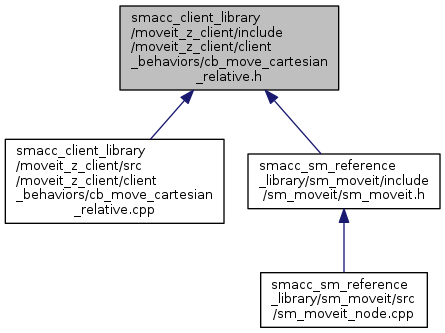 smacc_client_library
/moveit_z_client/include
/moveit_z_client/client
_behaviors/cb_move_cartesian
_relative.h
smacc_client_library
/moveit_z_client/src
/moveit_z_client/client
_behaviors/cb_move_cartesian
_relative.cpp
smacc_sm_reference
_library/sm_moveit/include
/sm_moveit/sm_moveit.h
smacc_sm_reference
_library/sm_moveit/src
/sm_moveit_node.cpp